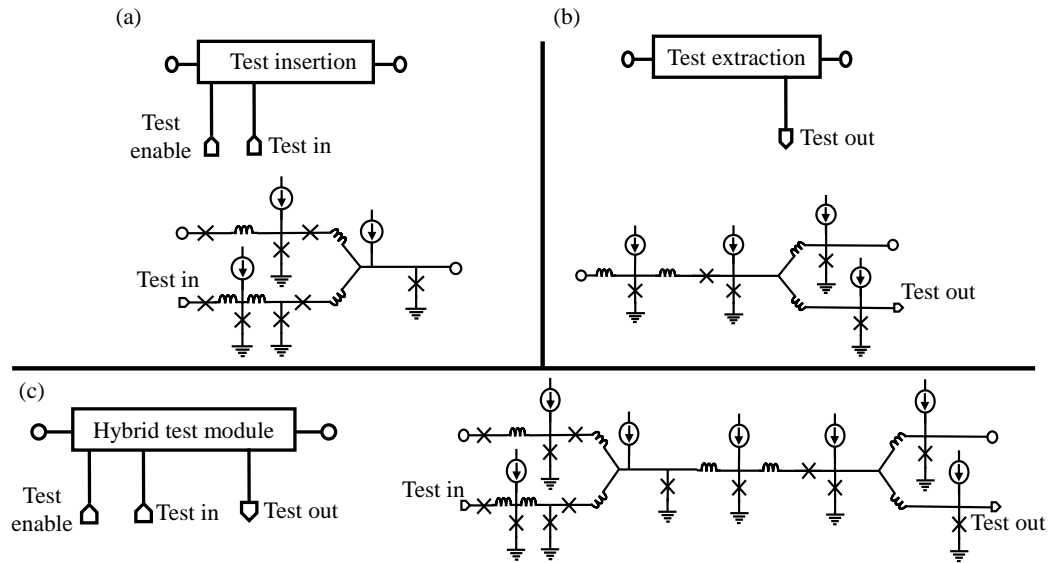 (a)
Test insertion
Test
enable
Test in
Test in
(b)
Test extraction
Test out
Test out
(c)
Hybrid test module
Test
enable
Test in
Test out
Test in
Test out